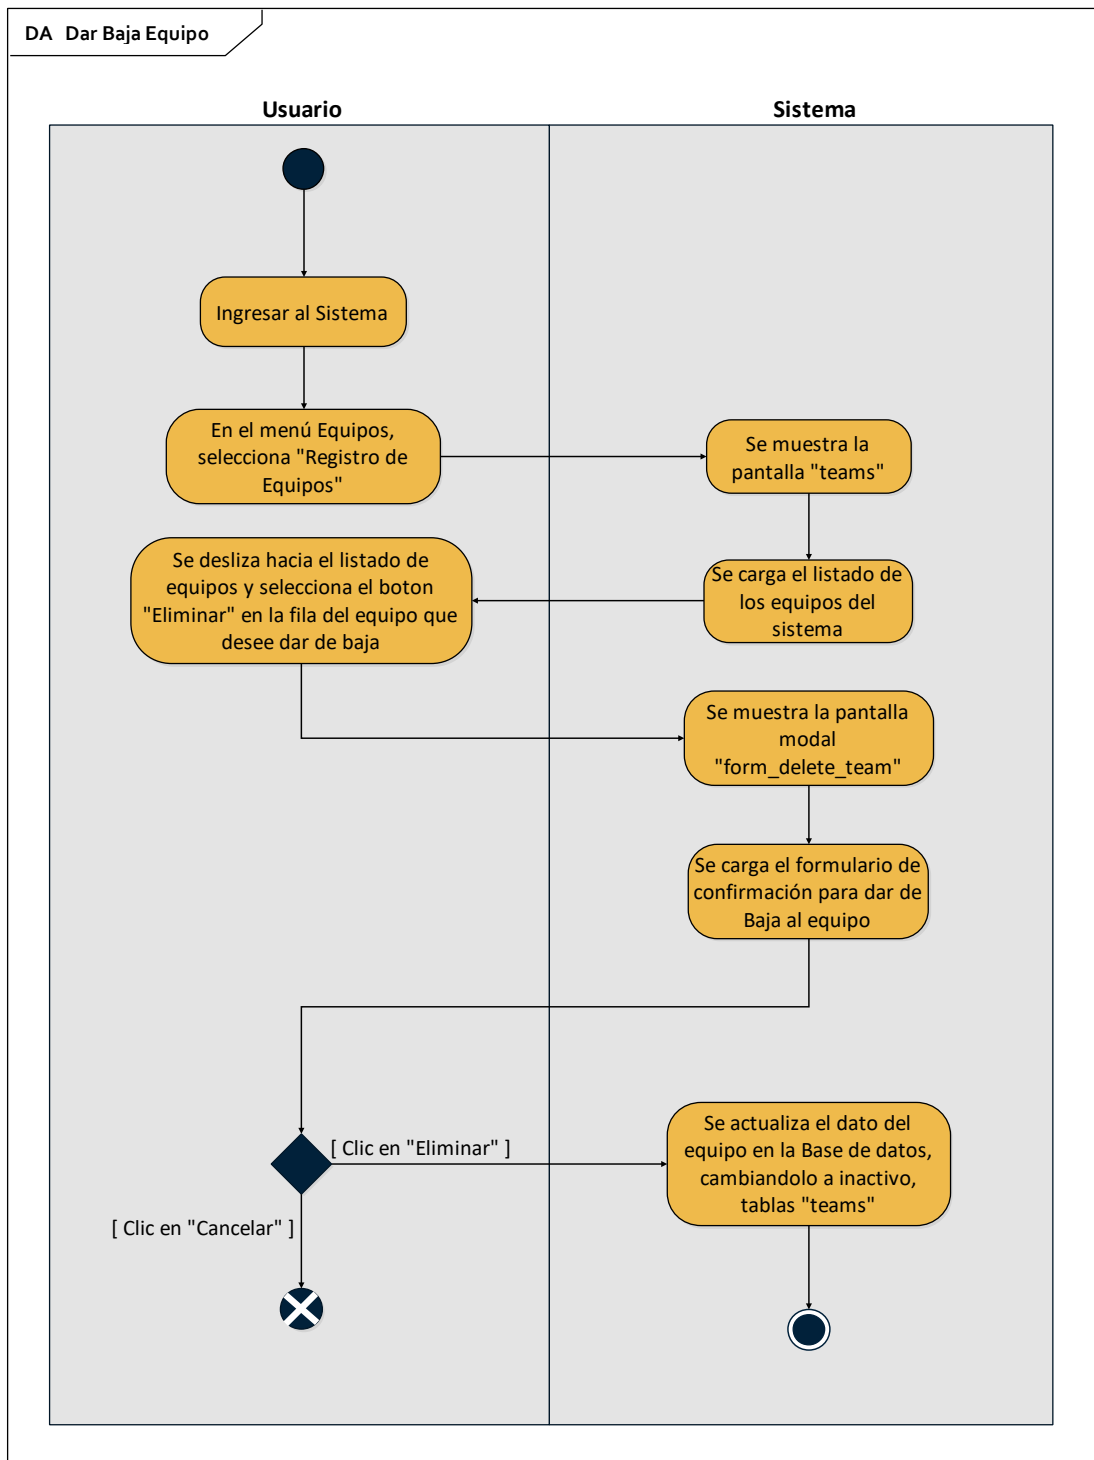 DA Dar Baja Equipo
Usuario
Sistema
Ingresar al Sistema
En el menú Equipos,
selecciona "Registro de
Equipos"
Se muestra la
pantalla "teams"
Se carga el listado de
los equipos del
sistema
Se desliza hacia el listado de
equipos y selecciona el boton
"Eliminar" en la fila del equipo que
desee dar de baja
Se muestra la pantalla
modal
"form_delete_team"
Se carga el formulario de
confirmación para dar de
Baja al equipo
[ Clic en "Eliminar" ]
Se actualiza el dato del
equipo en la Base de datos,
cambiandolo a inactivo,
tablas "teams"
[ Clic en "Cancelar" ]